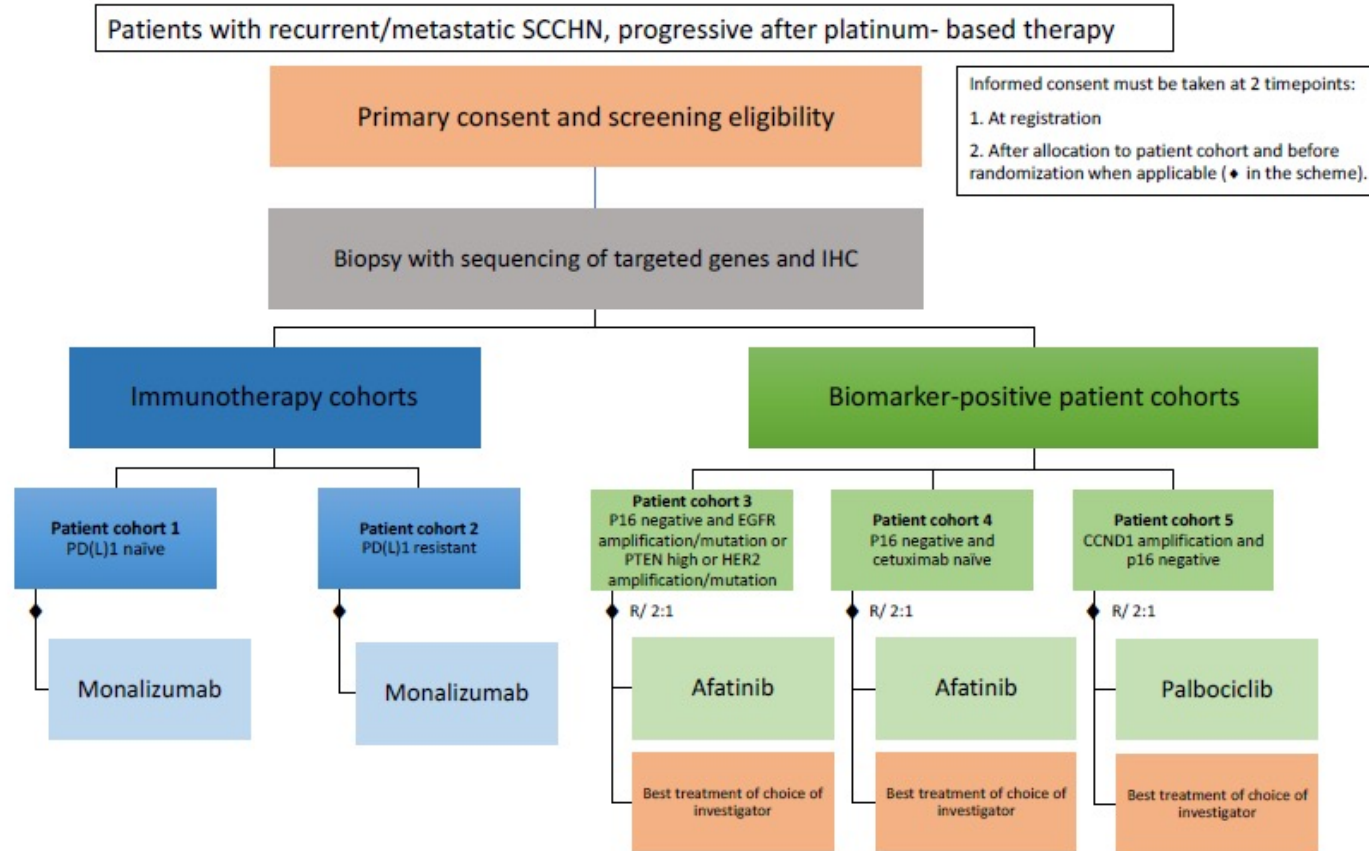 Patients with recurrent/metastatic SCCHN, progressive after platinum- based therapy
Primary consent and screening eligibility
Informed consent must be taken at 2 timepoints:
1. At registration
2. After allocation to patient cohort and before
randomization when applicable (♦ in the scheme).
Biopsy with sequencing of targeted genes and IHC
Immunotherapy cohorts
Biomarker-positive patient cohorts
Patient cohort 1
PD(L)1 naïve
Patient cohort 2
PD(L)1 resistant
Patient cohort 3
P16 negative and EGFR
amplification/mutation or
PTEN high or HER2
amplification/mutation
Patient cohort 4
P16 negative and
cetuximab naïve
Patient cohort 5
CCND1 amplification and
p16 negative
R/ 2:1
R/ 2:1
R/ 2:1
Monalizumab
Monalizumab
Afatinib
Afatinib
Palbociclib
Best treatment of choice of
investigator
Best treatment of choice of
investigator
Best treatment of choice of
investigator